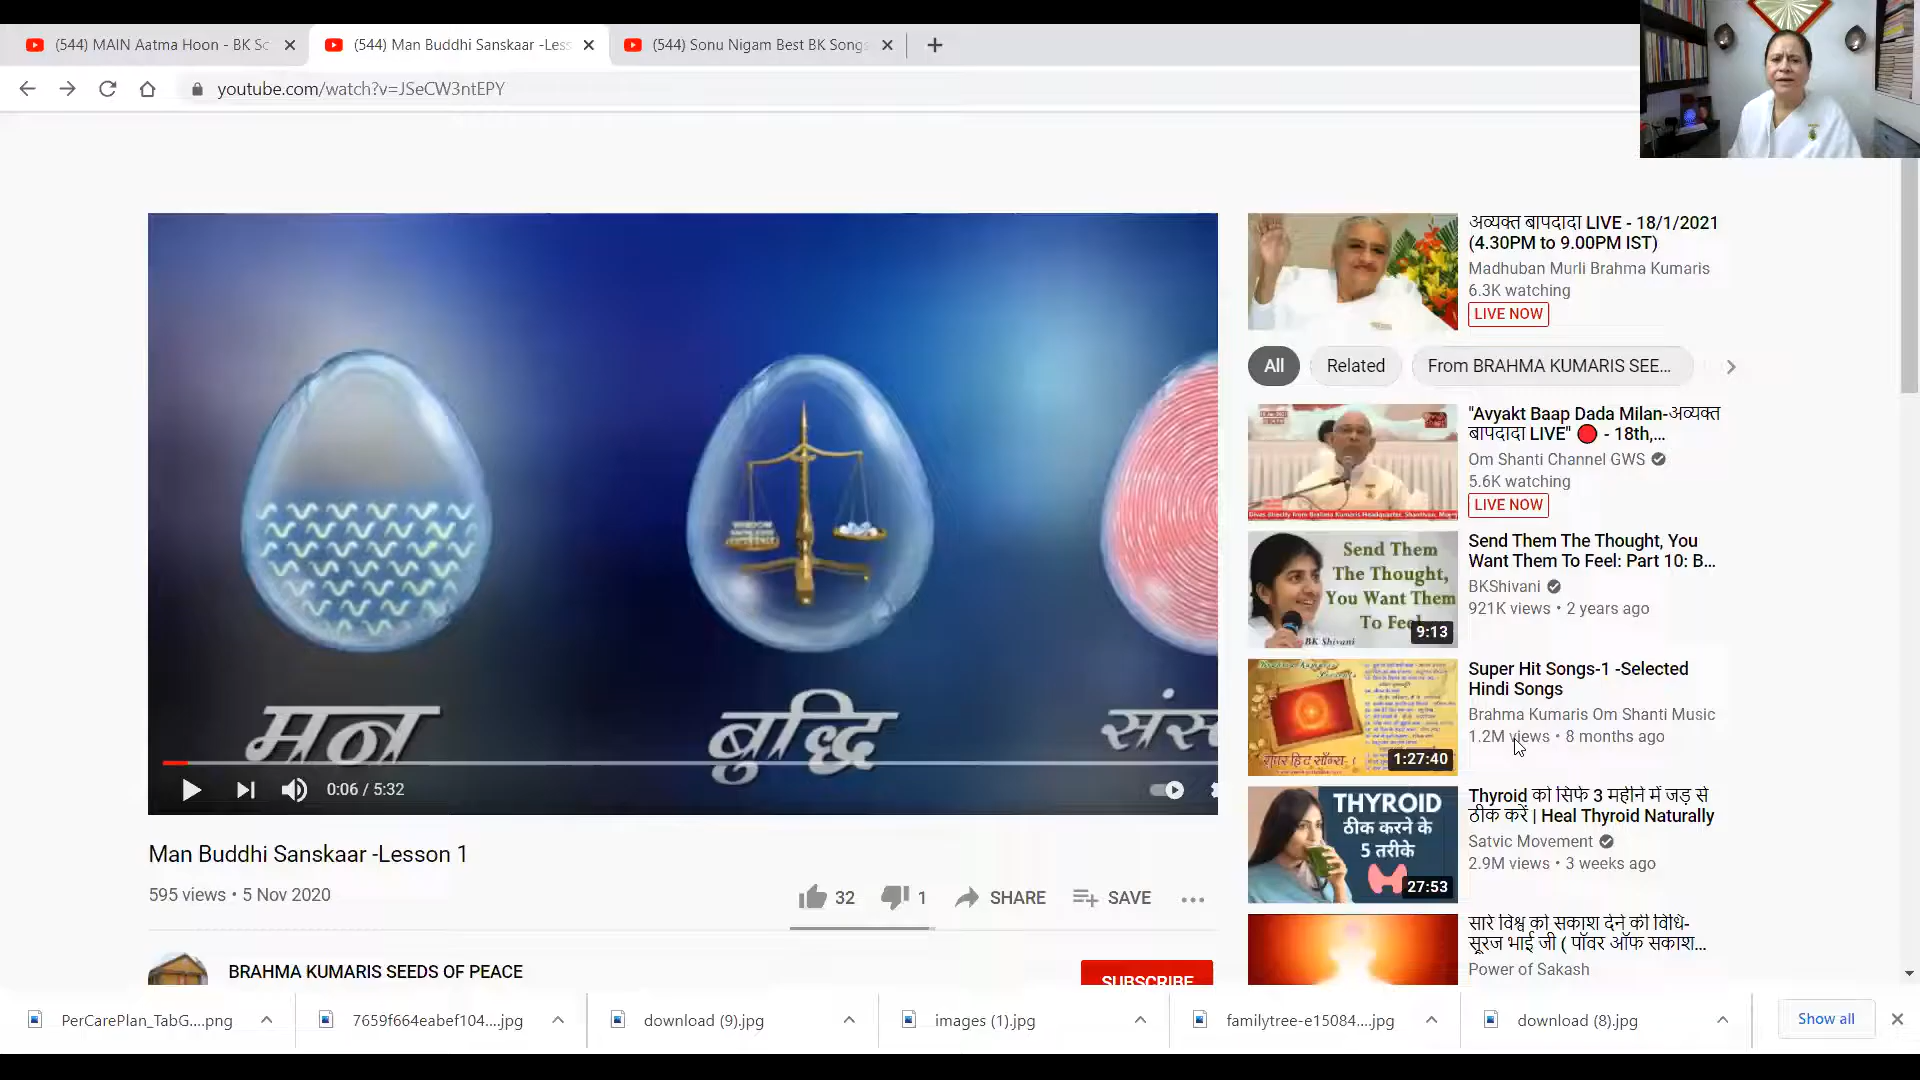 (544) MAIN Aatma Hoon - BK Sc
(544) Man Buddhi Sanskaar -Less
(544) Sonu Nigam Best BK Songs
youtube.com/watch?v=JSeCW3ntEPY
मन
बुद्धि
0:06 / 5:32
Man Buddhi Sanskaar -Lesson 1
595 views • 5 Nov 2020
32
1
SHARE
SAVE
BRAHMA KUMARIS SEEDS OF PEACE
SUBSCRIBE
अव्यक्त बापदादा LIVE - 18/1/2021
(4.30PM to 9.00PM IST)
Madhuban Murli Brahma Kumaris
6.3K watching
LIVE NOW
All
Related
From BRAHMA KUMARIS SEE...
"Avyakt Baap Dada Milan-अव्यक्त
बापदादा LIVE" 🔴 - 18th,...
Om Shanti Channel GWS
5.6K watching
LIVE NOW
Send Them
The Thought,
You Want Them
To Feel
BK Shivani
9:13
Send Them The Thought, You
Want Them To Feel: Part 10: B...
BKShivani
921K views • 2 years ago
1:27:40
Super Hit Songs-1 -Selected
Hindi Songs
Brahma Kumaris Om Shanti Music
1.2M views • 8 months ago
THYROID
ठीक करने के
5 तरीके
27:53
Thyroid को सिर्फ 3 महीने में जड़ से
ठीक करें | Heal Thyroid Naturally
Satvic Movement
2.9M views • 3 weeks ago
सारे विश्व को सकाश देने की विधि-
सूरज भाई जी ( पॉवर ऑफ सकाश...
Power of Sakash
PerCarePlan_TabG....png
7659f664eabef104....jpg
download (9).jpg
images (1).jpg
familytree-e15084....jpg
download (8).jpg
Show all